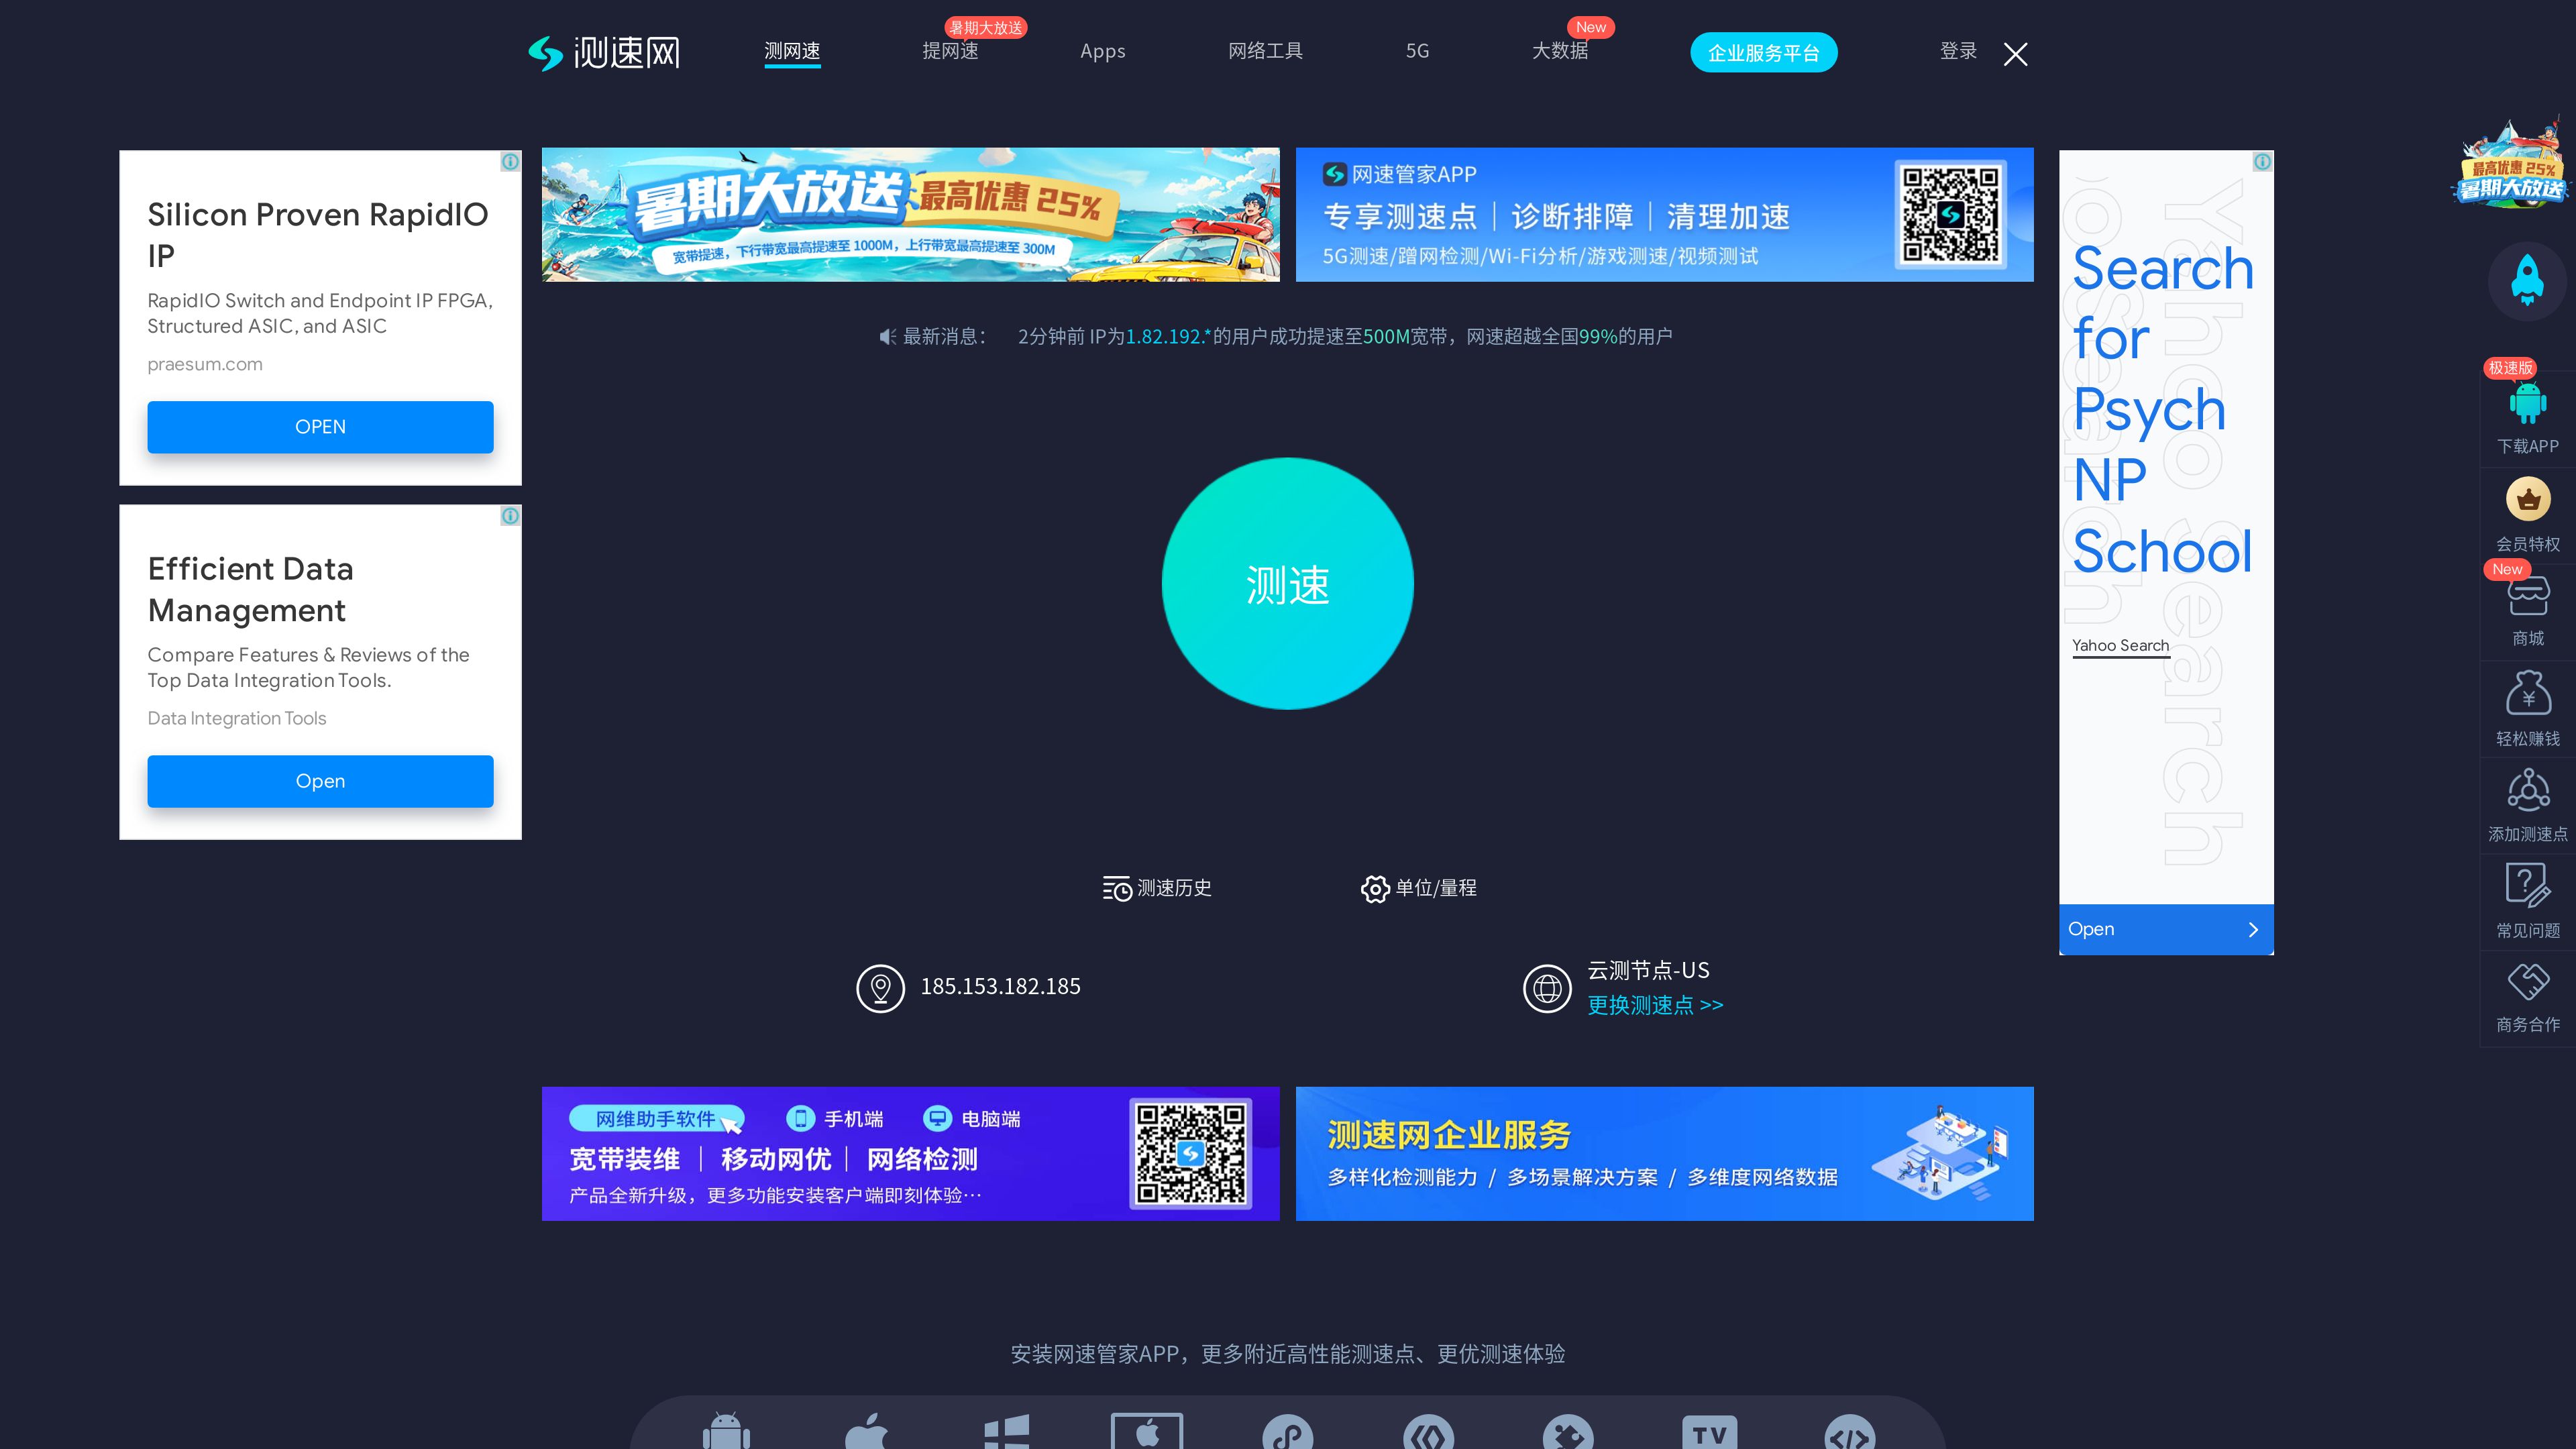 测速网
测网速
暑期大放送
提网速
Apps
网络工具
5G
New
大数据
企业服务平台
登录
Silicon Proven RapidIO
IP
RapidIO Switch and Endpoint IP FPGA,
Structured ASIC, and ASIC
praesum.com
OPEN
Efficient Data
Management
Compare Features & Reviews of the
Top Data Integration Tools.
Data Integration Tools
Open
暑期大放送
最高优惠 25%
宽带提速，下行带宽最高提速至 1000M，上行带宽最高提速至 300M
网速管家APP
专享测速点｜诊断排障｜清理加速
5G测速/蹭网检测/Wi-Fi分析/游戏测速/视频测试
最新消息： 2分钟前 IP为1.82.192.*的用户成功提速至500M宽带，网速超越全国99%的用户
测速
测速历史
单位/量程
185.153.182.185
云测节点-US
更换测速点 >>
网维助手软件
手机端
电脑端
宽带装维｜移动网优｜网络检测
产品全新升级，更多功能安装客户端即刻体验···
测速网企业服务
多样化检测能力 / 多场景解决方案 / 多维度网络数据
安装网速管家APP，更多附近高性能测速点、更优测速体验
TV
Yahoo Search
Yahoo Search
Search
for
Psych
NP
School
Yahoo Search
Open
最高优惠 25%
暑期大放送
极速版
下载APP
会员特权
New
商城
轻松赚钱
添加测速点
常见问题
商务合作